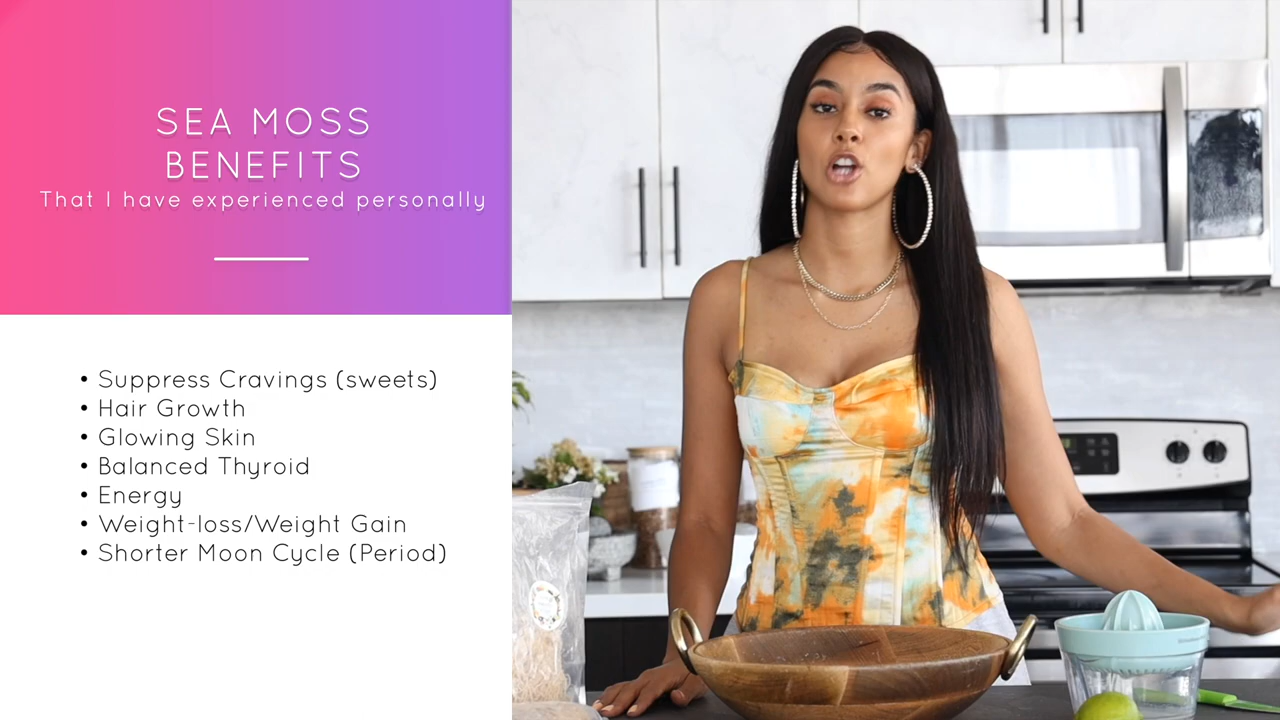 SEA MOSS
BENEFITS
That I have experienced personally
• Suppress Cravings (sweets)
• Hair Growth
• Glowing Skin
• Balanced Thyroid
• Energy
• Weight-loss/Weight Gain
• Shorter Moon Cycle (Period)